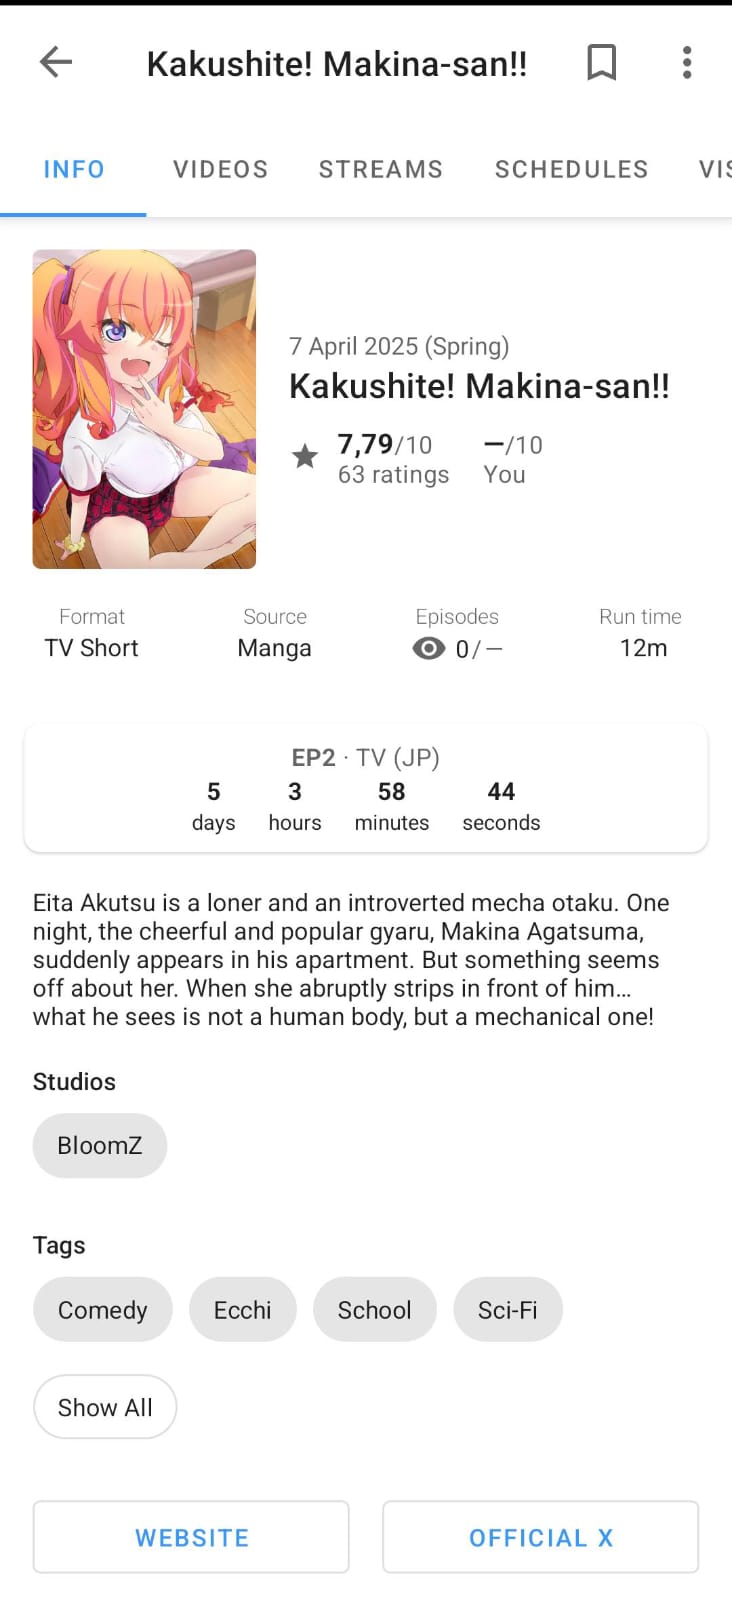 Kakushite! Makina-san!!
INFO VIDEOS STREAMS SCHEDULES VIS
7 April 2025 (Spring)
Kakushite! Makina-san!!
7,79/10 –/10
63 ratings You
Format Source Episodes Run time
TV Short Manga 0/– 12m
EP2 · TV (JP)
5 3 58 44
days hours minutes seconds
Eita Akutsu is a loner and an introverted mecha otaku. One
night, the cheerful and popular gyaru, Makina Agatsuma,
suddenly appears in his apartment. But something seems
off about her. When she abruptly strips in front of him...
what he sees is not a human body, but a mechanical one!
Studios
BloomZ
Tags
Comedy Ecchi School Sci-Fi
Show All
WEBSITE OFFICIAL X